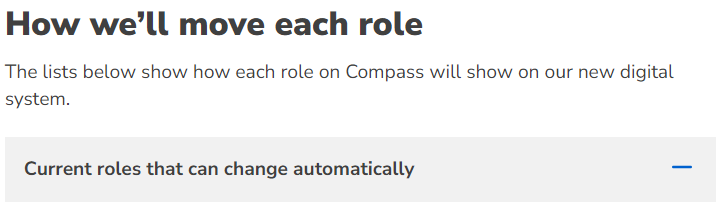 How we’ll move each role
The lists below show how each role on Compass will show on our new digital
system.
Current roles that can change automatically